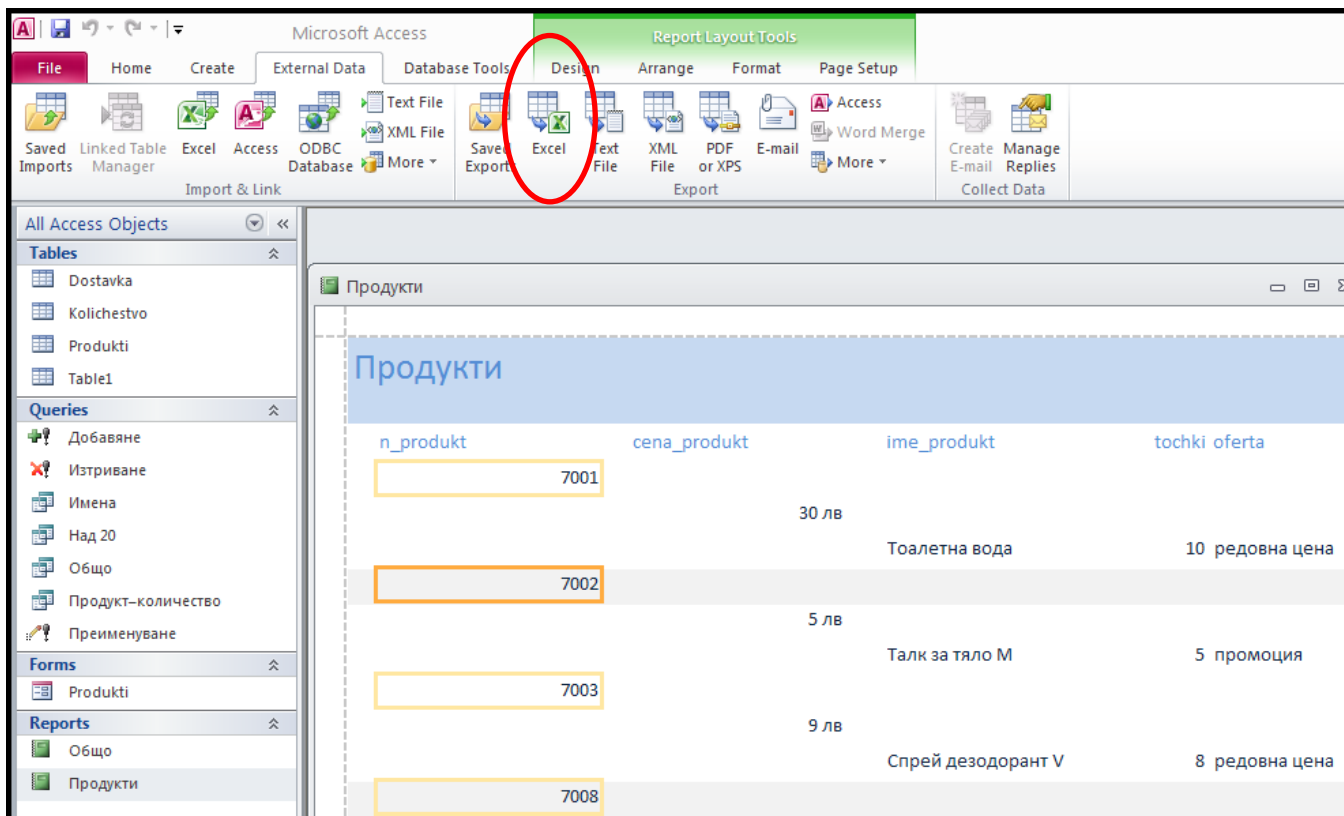 Microsoft Access
Report Layout Tools
File Home Create External Data Database Tools Design Arrange Format Page Setup
Saved Imports
Linked Table Manager
Excel
Access
ODBC Database
Text File
XML File
More
Import & Link
Saved Exports
Excel
Text File
XML File
PDF or XPS
E-mail
Access
Word Merge
More
Export
Create E-mail
Manage Replies
Collect Data
All Access Objects
Tables
Dostavka
Kolichestvo
Produkti
Table1
Queries
Добавяне
Изтриване
Имена
Над 20
Общо
Продукт–количество
Преименуване
Forms
Produkti
Reports
Общо
Продукти
Продукти
Продукти
n_produkt cena_produkt ime_produkt tochki oferta
7001
30 лв
Тоалетна вода 10 редовна цена
7002
5 лв
Талк за тяло М 5 промоция
7003
9 лв
Спрей дезодорант V 8 редовна цена
7008